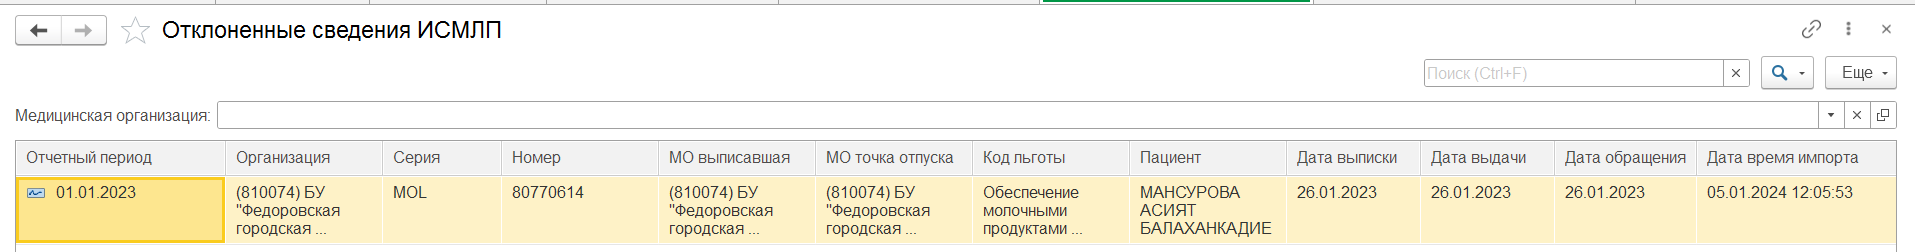 Отклоненные сведения ИСМЛП
Поиск (Ctrl+F)
Еще
Медицинская организация:
Отчетный период Организация Серия Номер МО выписавшая МО точка отпуска Код льготы Пациент Дата выписки Дата выдачи Дата обращения Дата время импорта
01.01.2023 (810074) БУ MOL 80770614 (810074) БУ (810074) БУ Обеспечение МАНСУРОВА 26.01.2023 26.01.2023 26.01.2023 05.01.2024 12:05:53
"Федоровская "Федоровская "Федоровская молочными АСИЯТ
городская ... городская ... городская ... продуктами ... БАЛАХАНКАДИЕ